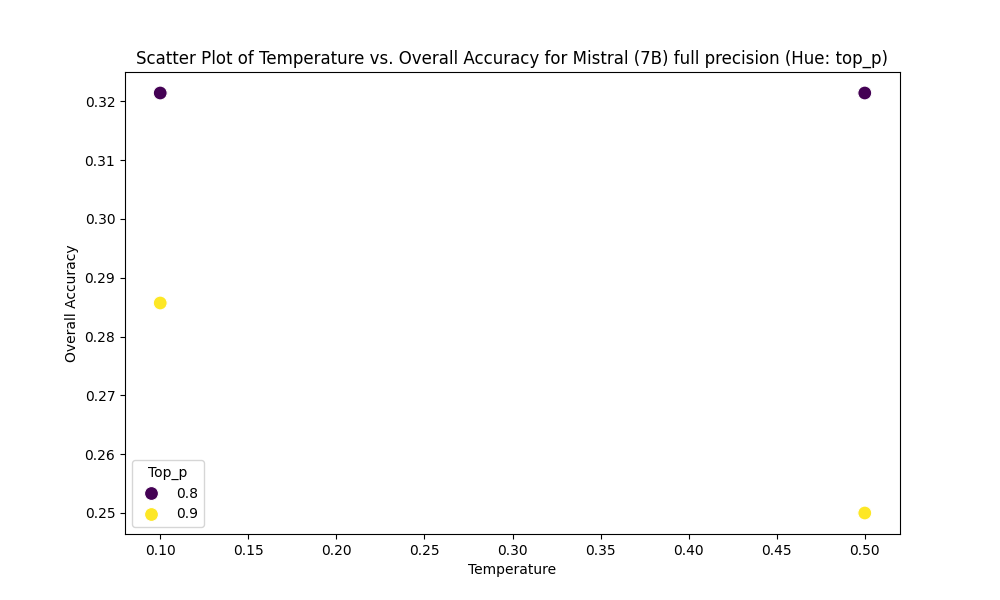 Scatter Plot of Temperature vs. Overall Accuracy for Mistral (7B) full precision (Hue: top_p)
0.32
0.31
0.30
0.29
0.28
0.27
0.26
0.25
Overall Accuracy
Top_p
0.8
0.9
0.10 0.15 0.20 0.25 0.30 0.35 0.40 0.45 0.50
Temperature